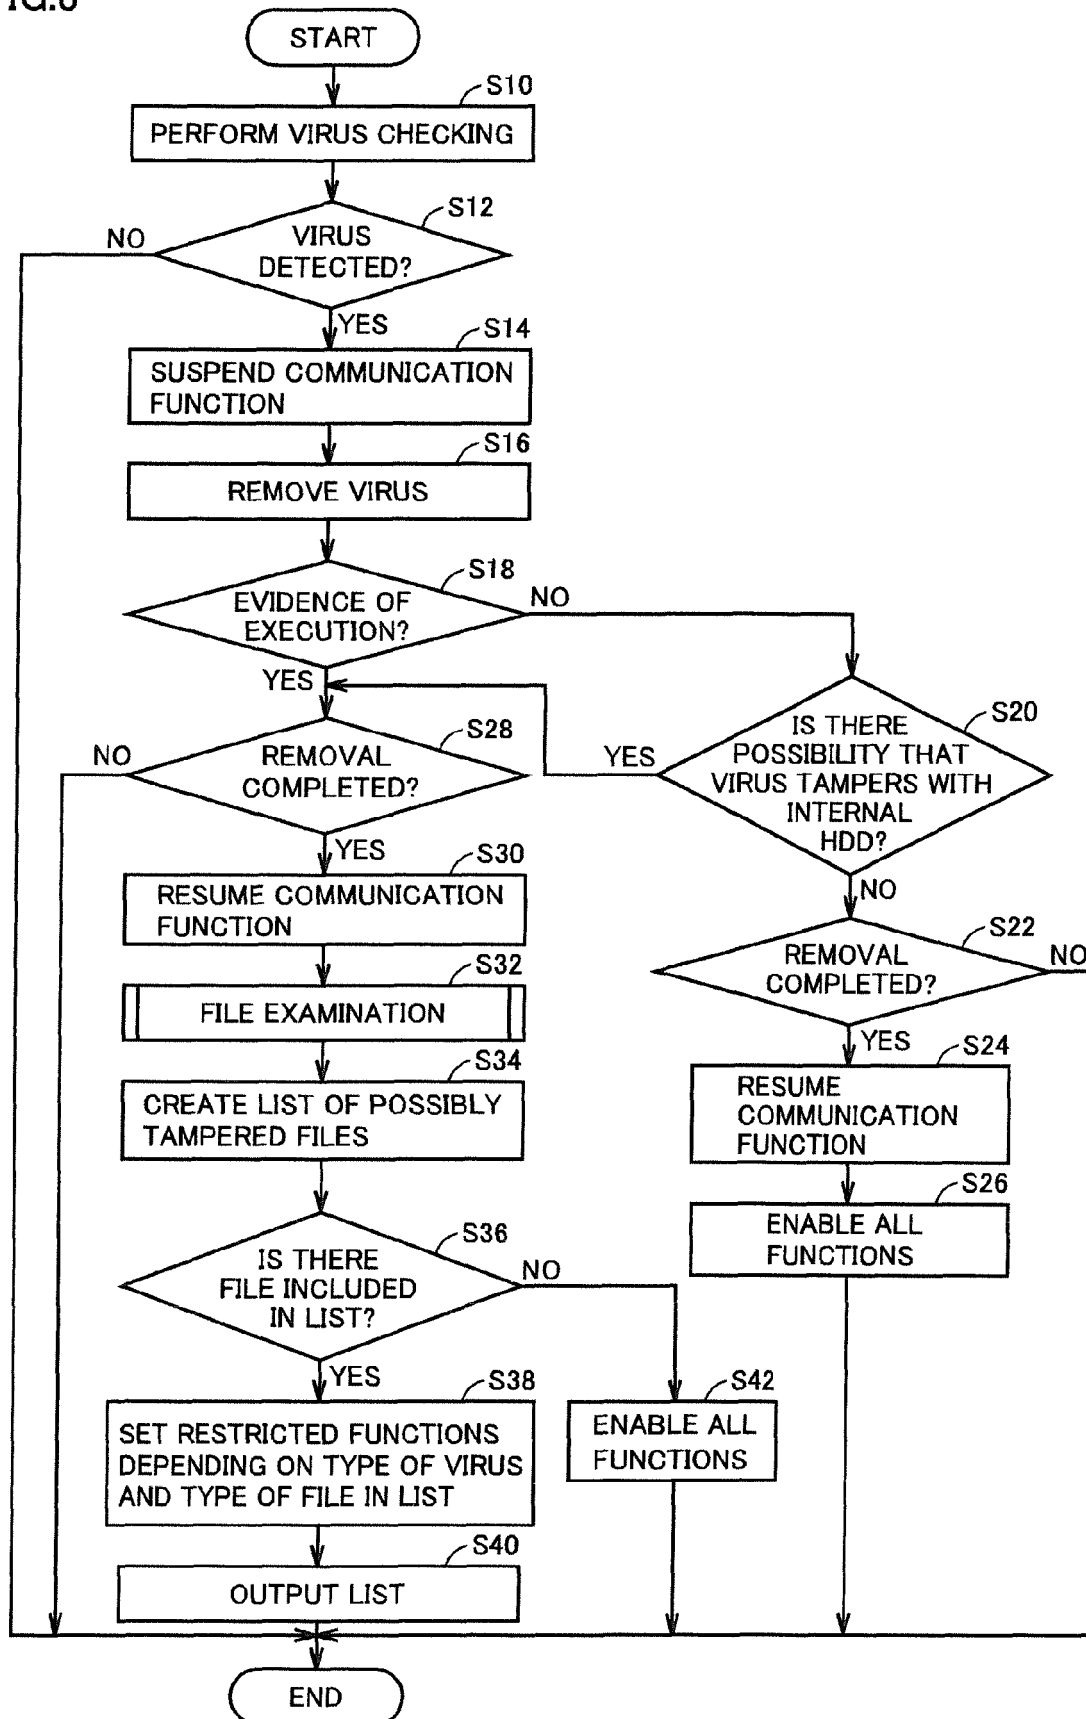 START
S10
PERFORM VIRUS CHECKING
S12
NO
VIRUS
DETECTED?
YES
S14
SUSPEND COMMUNICATION
FUNCTION
S16
REMOVE VIRUS
S18
EVIDENCE OF
EXECUTION?
NO
YES
S20
IS THERE
POSSIBILITY THAT
VIRUS TAMPERS WITH
INTERNAL
HDD?
YES
NO
S28
NO
REMOVAL
COMPLETED?
YES
S22
REMOVAL
COMPLETED?
NO
YES
S30
RESUME COMMUNICATION
FUNCTION
S32
FILE EXAMINATION
S34
CREATE LIST OF POSSIBLY
TAMPERED FILES
S24
RESUME
COMMUNICATION
FUNCTION
S26
ENABLE ALL
FUNCTIONS
S36
IS THERE
FILE INCLUDED
IN LIST?
NO
YES
S38
SET RESTRICTED FUNCTIONS
DEPENDING ON TYPE OF VIRUS
AND TYPE OF FILE IN LIST
S42
ENABLE ALL
FUNCTIONS
S40
OUTPUT LIST
END